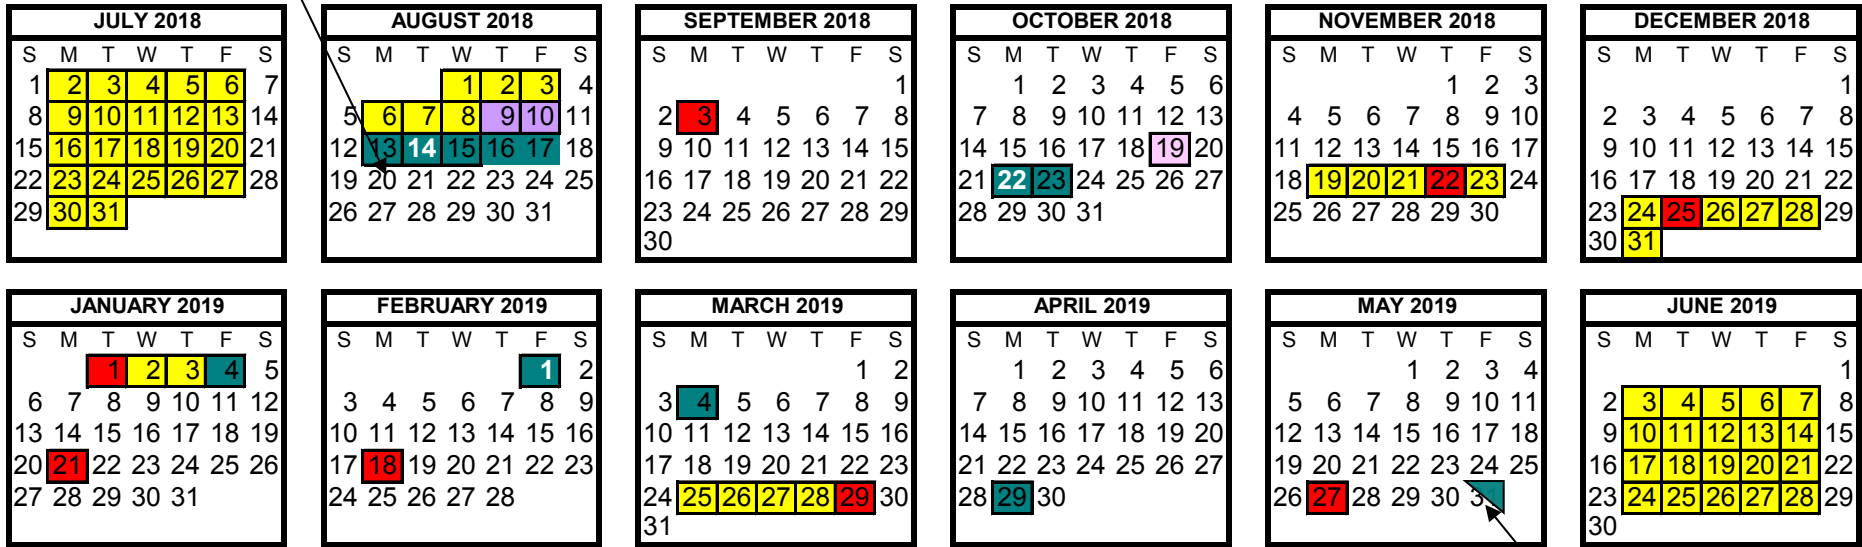 JULY 2018
S M T W T F S
1 2 3 4 5 6 7
8 9 10 11 12 13 14
15 16 17 18 19 20 21
22 23 24 25 26 27 28
29 30 31
AUGUST 2018
S M T W T F S
1 2 3 4
5 6 7 8 9 10 11
12 13 14 15 16 17 18
19 20 21 22 23 24 25
26 27 28 29 30 31
SEPTEMBER 2018
S M T W T F S
1
2 3 4 5 6 7 8
9 10 11 12 13 14 15
16 17 18 19 20 21 22
23 24 25 26 27 28 29
30
OCTOBER 2018
S M T W T F S
1 2 3 4 5 6
7 8 9 10 11 12 13
14 15 16 17 18 19 20
21 22 23 24 25 26 27
28 29 30 31
NOVEMBER 2018
S M T W T F S
1 2 3
4 5 6 7 8 9 10
11 12 13 14 15 16 17
18 19 20 21 22 23 24
25 26 27 28 29 30
DECEMBER 2018
S M T W T F S
1
2 3 4 5 6 7 8
9 10 11 12 13 14 15
16 17 18 19 20 21 22
23 24 25 26 27 28 29
30 31
JANUARY 2019
S M T W T F S
1 2 3 4 5
6 7 8 9 10 11 12
13 14 15 16 17 18 19
20 21 22 23 24 25 26
27 28 29 30 31
FEBRUARY 2019
S M T W T F S
1 2
3 4 5 6 7 8 9
10 11 12 13 14 15 16
17 18 19 20 21 22 23
24 25 26 27 28
MARCH 2019
S M T W T F S
1 2
3 4 5 6 7 8 9
10 11 12 13 14 15 16
17 18 19 20 21 22 23
24 25 26 27 28 29 30
31
APRIL 2019
S M T W T F S
1 2 3 4 5 6
7 8 9 10 11 12 13
14 15 16 17 18 19 20
21 22 23 24 25 26 27
28 29 30
MAY 2019
S M T W T F S
1 2 3 4
5 6 7 8 9 10 11
12 13 14 15 16 17 18
19 20 21 22 23 24 25
26 27 28 29 30 31
JUNE 2019
S M T W T F S
1
2 3 4 5 6 7 8
9 10 11 12 13 14 15
16 17 18 19 20 21 22
23 24 25 26 27 28 29
30